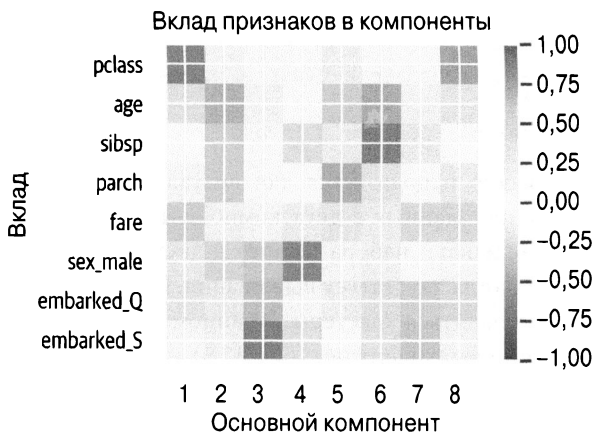 Вклад признаков в компоненты
pclass
age
sibsp
parch
fare
sex_male
embarked_Q
embarked_S
Вклад
1 2 3 4 5 6 7 8
Основной компонент
1,00
0,75
0,50
0,25
0,00
−0,25
−0,50
−0,75
−1,00